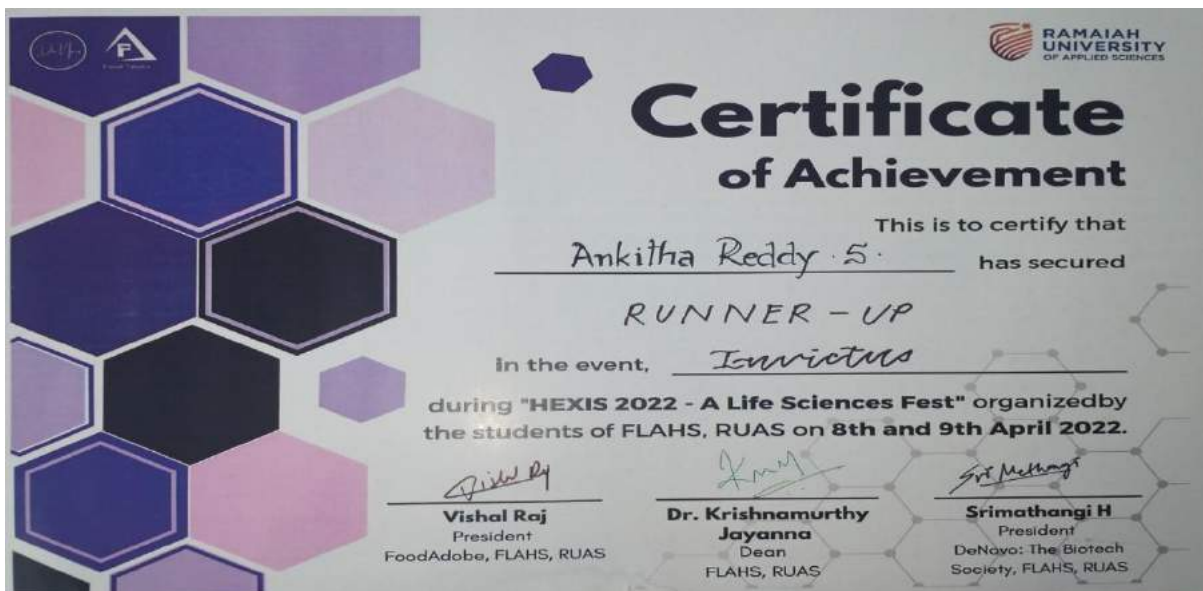 RAMAIAH
UNIVERSITY
OF APPLIED SCIENCES
Certificate
of Achievement
This is to certify that
Ankitha Reddy .S.
has secured
RUNNER - UP
in the event, Invictus
during "HEXIS 2022 - A Life Sciences Fest" organizedby
the students of FLAHS, RUAS on 8th and 9th April 2022.
Vishal Raj
President
FoodAdobe, FLAHS, RUAS
Dr. Krishnamurthy
Jayanna
Dean
FLAHS, RUAS
Sri Mathangi
Srimathangi H
President
DeNovo: The Biotech
Society, FLAHS, RUAS